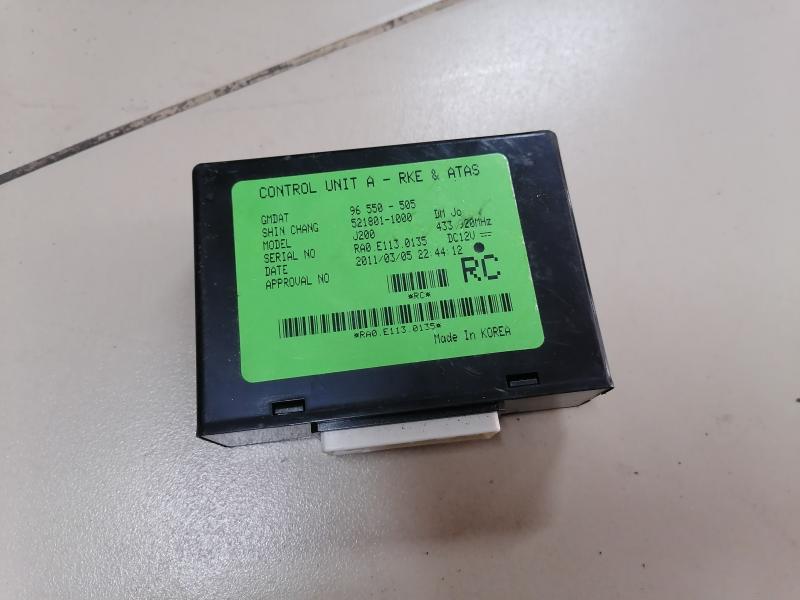 CONTROL UNIT A - RKE & ATAS
GMDAT 96 550 - 505
SHIN CHANG 521801-1000 DM Jo
MODEL J200 433.920MHz
SERIAL NO RA0.E113.0135 DC12V
DATE 2011/03/05 22:44:12
APPROVAL NO
RC
*RC*
*RA0.E113.0135*
Made In KOREA